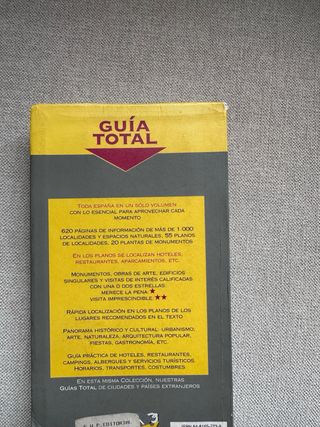 GUÍA
TOTAL
TODA ESPAÑA EN UN SÓLO VOLUMEN
CON LO ESENCIAL PARA APROVECHAR CADA
MOMENTO
620 PÁGINAS DE INFORMACIÓN DE MÁS DE 1.000
LOCALIDADES Y ESPACIOS NATURALES, 55 PLANOS
DE LOCALIDADES, 20 PLANTAS DE MONUMENTOS
EN LOS PLANOS SE LOCALIZAN HOTELES,
RESTAURANTES, APARCAMIENTOS, ETC.
MONUMENTOS, OBRAS DE ARTE, EDIFICIOS
SINGULARES Y VISITAS DE INTERÉS CALIFICADAS
CON UNA O DOS ESTRELLAS:
MERECE LA PENA: ★
VISITA IMPRESCINDIBLE: ★★
RÁPIDA LOCALIZACIÓN EN LOS PLANOS DE LOS
LUGARES RECOMENDADOS EN EL TEXTO
PANORAMA HISTÓRICO Y CULTURAL: URBANISMO,
ARTE, NATURALEZA, ARQUITECTURA POPULAR,
FIESTAS, GASTRONOMÍA, ETC.
GUÍA PRÁCTICA DE HOTELES, RESTAURANTES,
CAMPINGS, ALBERGUES Y SERVICIOS TURÍSTICOS
HORARIOS, TRANSPORTES, COSTUMBRES
EN ESTA MISMA COLECCIÓN, NUESTRAS
GUÍAS TOTAL DE CIUDADES Y PAÍSES EXTRANJEROS